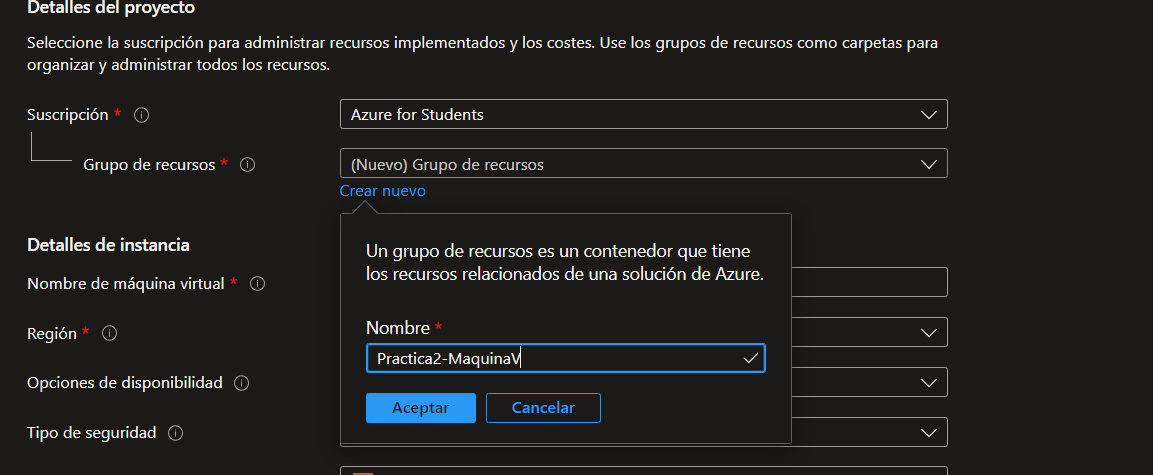 Detalles del proyecto
Seleccione la suscripción para administrar recursos implementados y los costes. Use los grupos de recursos como carpetas para
organizar y administrar todos los recursos.
Suscripción *
Azure for Students
Grupo de recursos *
(Nuevo) Grupo de recursos
Crear nuevo
Detalles de instancia
Un grupo de recursos es un contenedor que tiene
los recursos relacionados de una solución de Azure.
Nombre de máquina virtual *
Nombre *
Región *
Practica2-MaquinaV
Opciones de disponibilidad
Aceptar
Cancelar
Tipo de seguridad